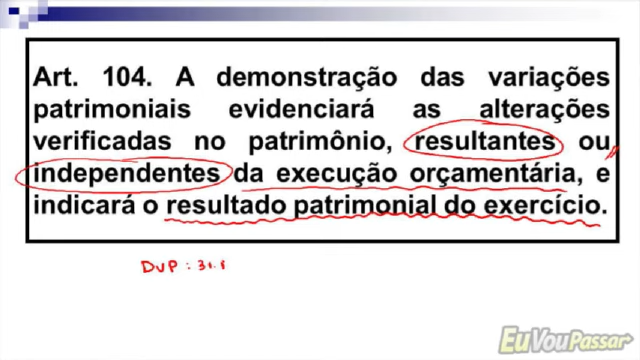 Art. 104. A demonstração das variações
patrimoniais evidenciará as alterações
verificadas no patrimônio, resultantes ou
independentes da execução orçamentária, e
indicará o resultado patrimonial do exercício.
DVP :
EuVouPassar